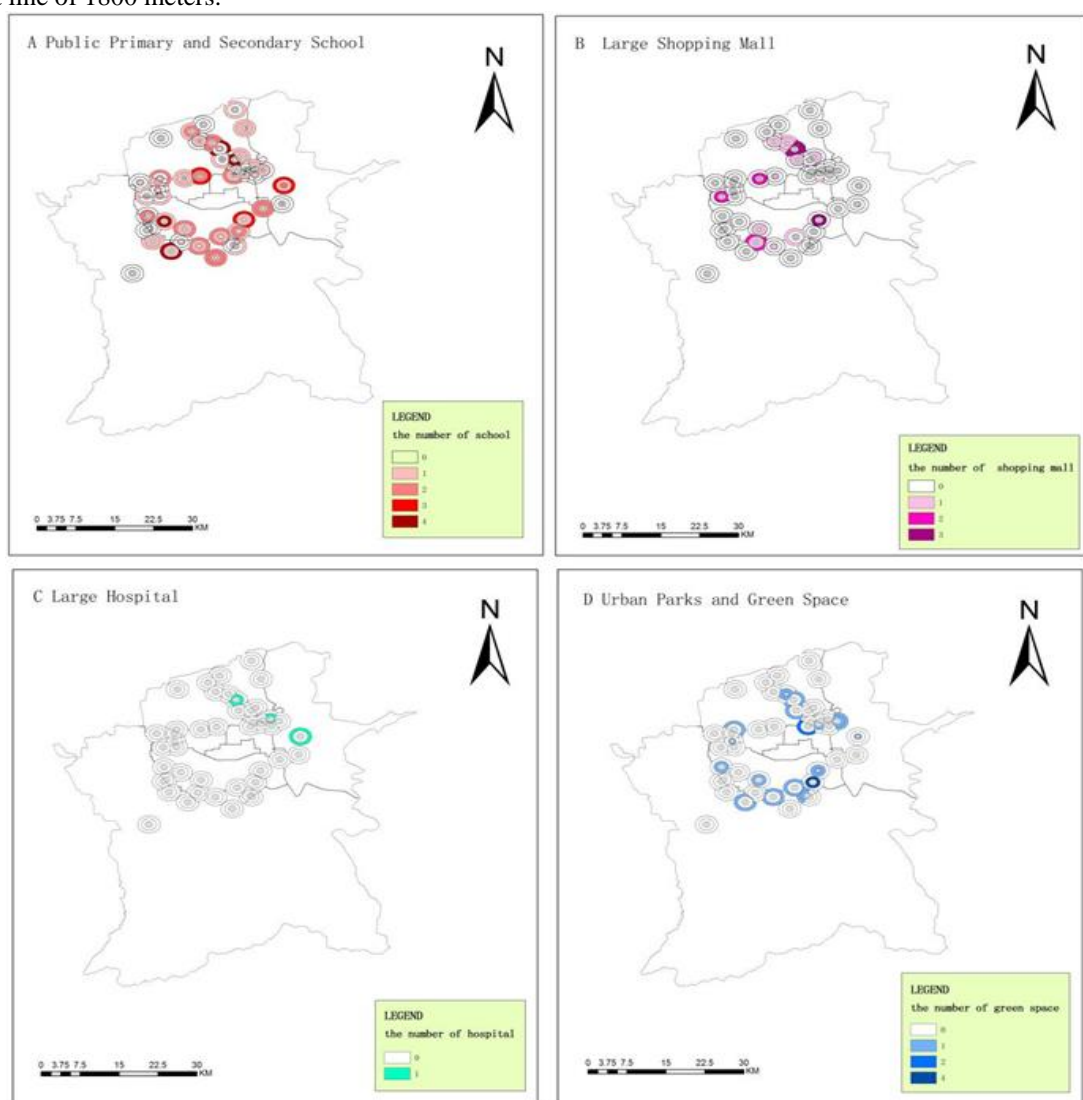 line of 1800 meters.
A Public Primary and Secondary School
N
LEGEND
the number of school
0
1
2
3
4
0 3.75 7.5 15 22.5 30
KM
B Large Shopping Mall
N
LEGEND
the number of shopping mall
0
1
2
3
0 3.75 7.5 15 22.5 30
KM
C Large Hospital
N
LEGEND
the number of hospital
0
1
0 3.75 7.5 15 22.5 30
KM
D Urban Parks and Green Space
N
LEGEND
the number of green space
0
1
2
4
0 3.75 7.5 15 22.5 30
KM